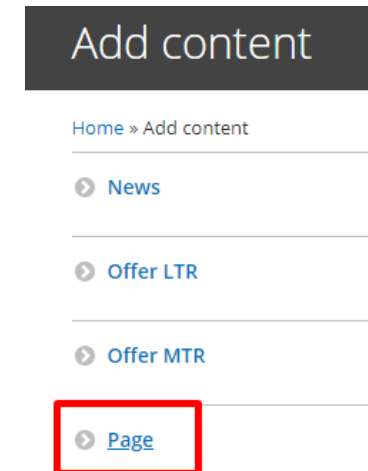 Add content
Home » Add content
News
Offer LTR
Offer MTR
Page